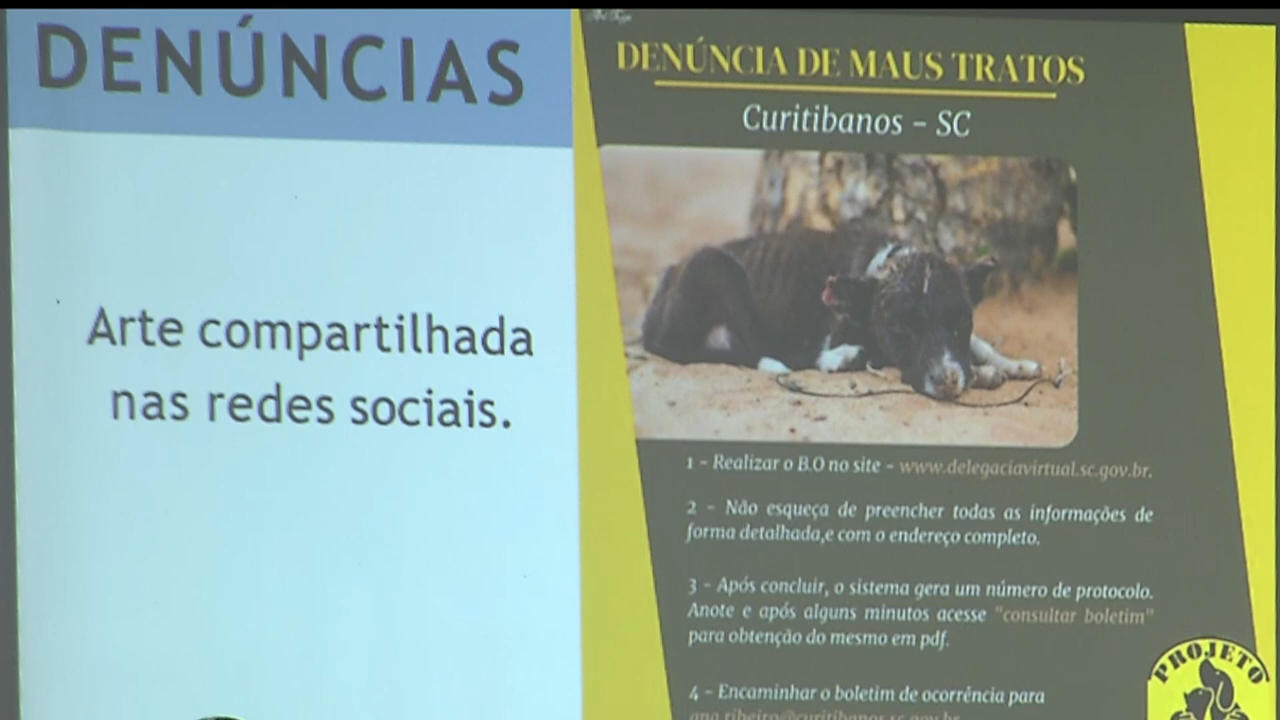 DENÚNCIAS
Arte compartilhada
nas redes sociais.
DENÚNCIA DE MAUS TRATOS
Curitibanos - SC
1 - Realizar o B.O no site - www.delegaciavirtual.sc.gov.br.
2 - Não esqueça de preencher todas as informações de
forma detalhada,e com o endereço completo.
3 - Após concluir, o sistema gera um número de protocolo.
Anote e após alguns minutos acesse "consultar boletim"
para obtenção do mesmo em pdf.
4 - Encaminhar o boletim de ocorrência para
ana.ribeiro@curitibanos.sc.gov.br
PROJETO